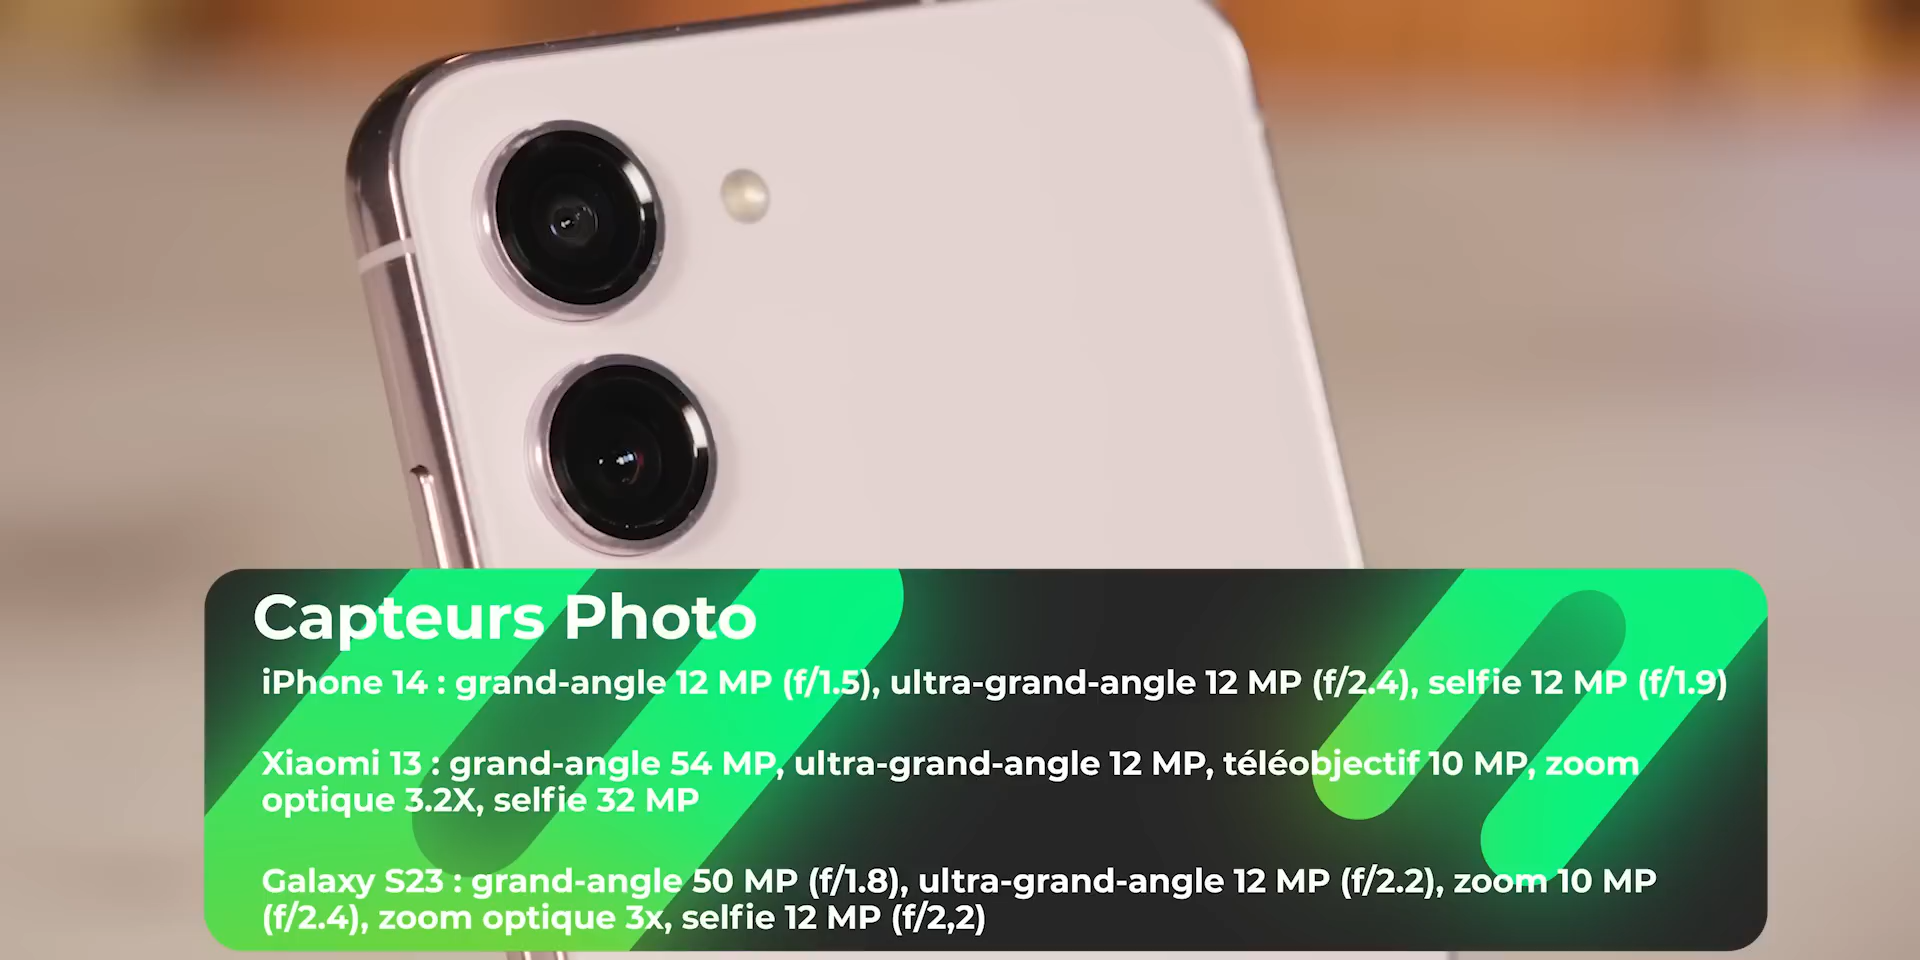 Capteurs Photo
iPhone 14 : grand-angle 12 MP (f/1.5), ultra-grand-angle 12 MP (f/2.4), selfie 12 MP (f/1.9)
Xiaomi 13 : grand-angle 54 MP, ultra-grand-angle 12 MP, téléobjectif 10 MP, zoom
optique 3.2X, selfie 32 MP
Galaxy S23 : grand-angle 50 MP (f/1.8), ultra-grand-angle 12 MP (f/2.2), zoom 10 MP
(f/2.4), zoom optique 3x, selfie 12 MP (f/2,2)